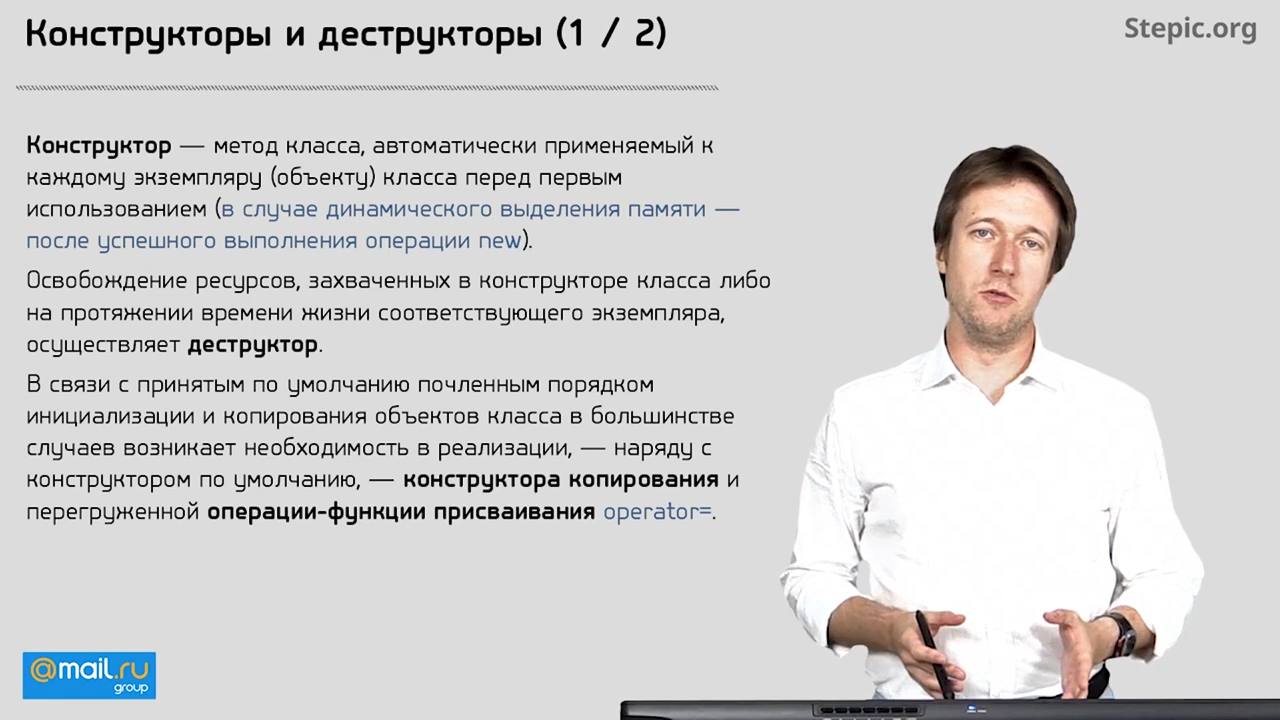 Конструкторы и деструкторы (1 / 2)
Stepic.org
Конструктор — метод класса, автоматически применяемый к
каждому экземпляру (объекту) класса перед первым
использованием (в случае динамического выделения памяти —
после успешного выполнения операции new).
Освобождение ресурсов, захваченных в конструкторе класса либо
на протяжении времени жизни соответствующего экземпляра,
осуществляет деструктор.
В связи с принятым по умолчанию почленным порядком
инициализации и копирования объектов класса в большинстве
случаев возникает необходимость в реализации, — наряду с
конструктором по умолчанию, — конструктора копирования и
перегруженной операции-функции присваивания operator=.
@mail.ru
group